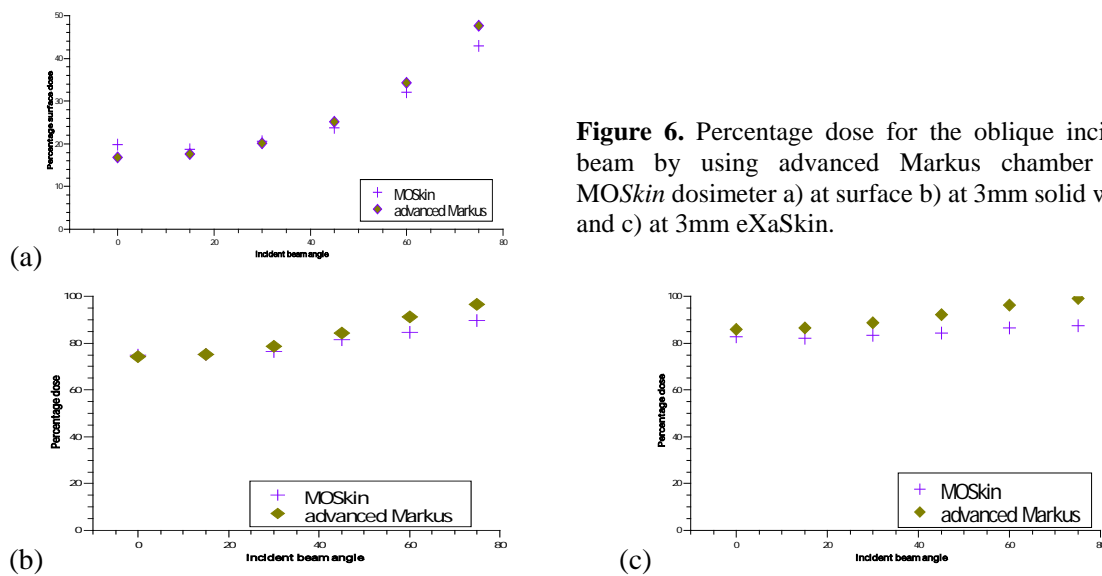 50
40
30
20
10
0
Percentage surface dose
MOSkin
advanced Markus
0 20 40 60 80
Incident beam angle
(a)
Figure 6. Percentage dose for the oblique inci
beam by using advanced Markus chamber
MOSkin dosimeter a) at surface b) at 3mm solid w
and c) at 3mm eXaSkin.
100
80
60
40
20
0
Percentage dose
MOSkin
advanced Markus
0 20 40 60 80
Incident beam angle
(b)
100
80
60
40
20
0
Percentage dose
MOSkin
advanced Markus
0 20 40 60 80
Incident beam angle
(c)